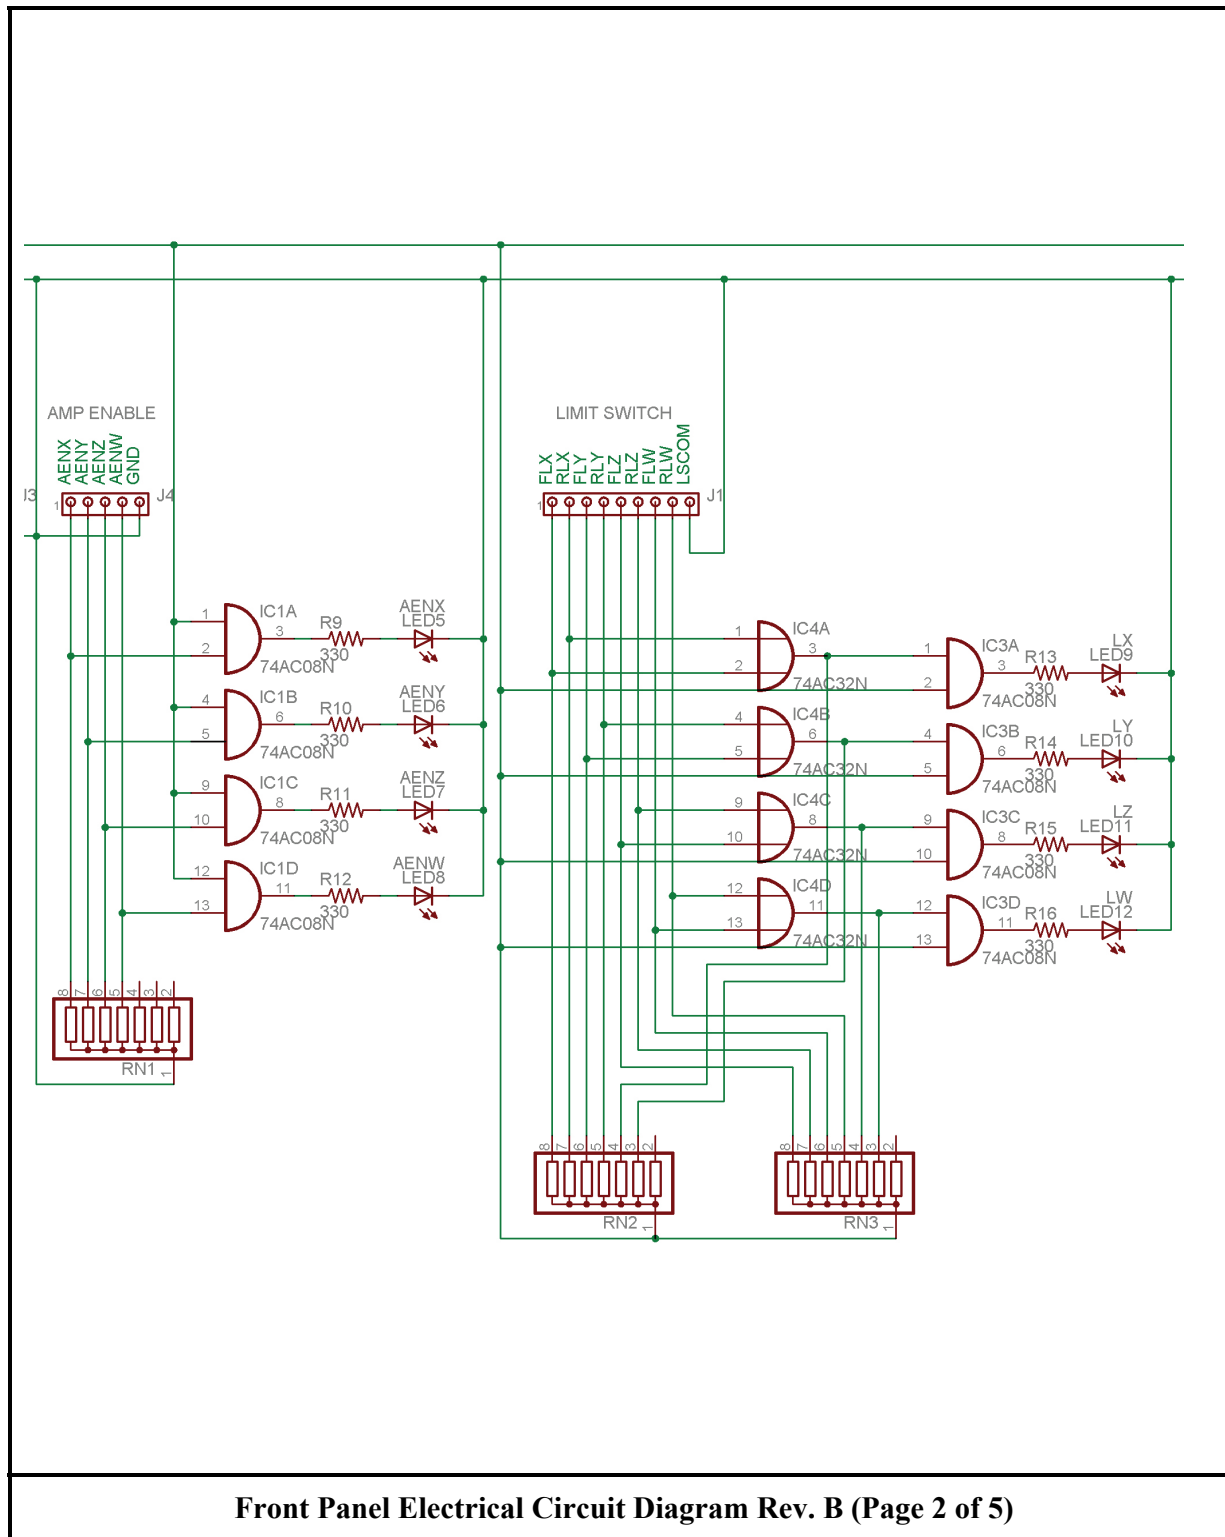 AMP ENABLE
LIMIT SWITCH
AENX
AENY
AENZ
AENW
GND
FLX
RLX
FLY
RLY
FLZ
RLZ
FLW
RLW
LSCOM
J3
1
J4
1
J1
1
2
IC1A
3
74AC08N
R9
330
AENX
LED5
4
5
IC1B
6
74AC08N
R10
330
AENY
LED6
9
10
IC1C
8
74AC08N
R11
330
AENZ
LED7
12
13
IC1D
11
74AC08N
R12
330
AENW
LED8
1
2
IC4A
3
74AC32N
1
2
IC3A
3
74AC08N
R13
330
LX
LED9
4
5
IC4B
6
74AC32N
4
5
IC3B
6
74AC08N
R14
330
LY
LED10
9
10
IC4C
8
74AC32N
9
10
IC3C
8
74AC08N
R15
330
LZ
LED11
12
13
IC4D
11
74AC32N
12
13
IC3D
11
74AC08N
R16
330
LW
LED12
8
7
6
5
4
3
2
RN1
1
8
7
6
5
4
3
2
RN2
1
8
7
6
5
4
3
2
RN3
1
Front Panel Electrical Circuit Diagram Rev. B (Page 2 of 5)